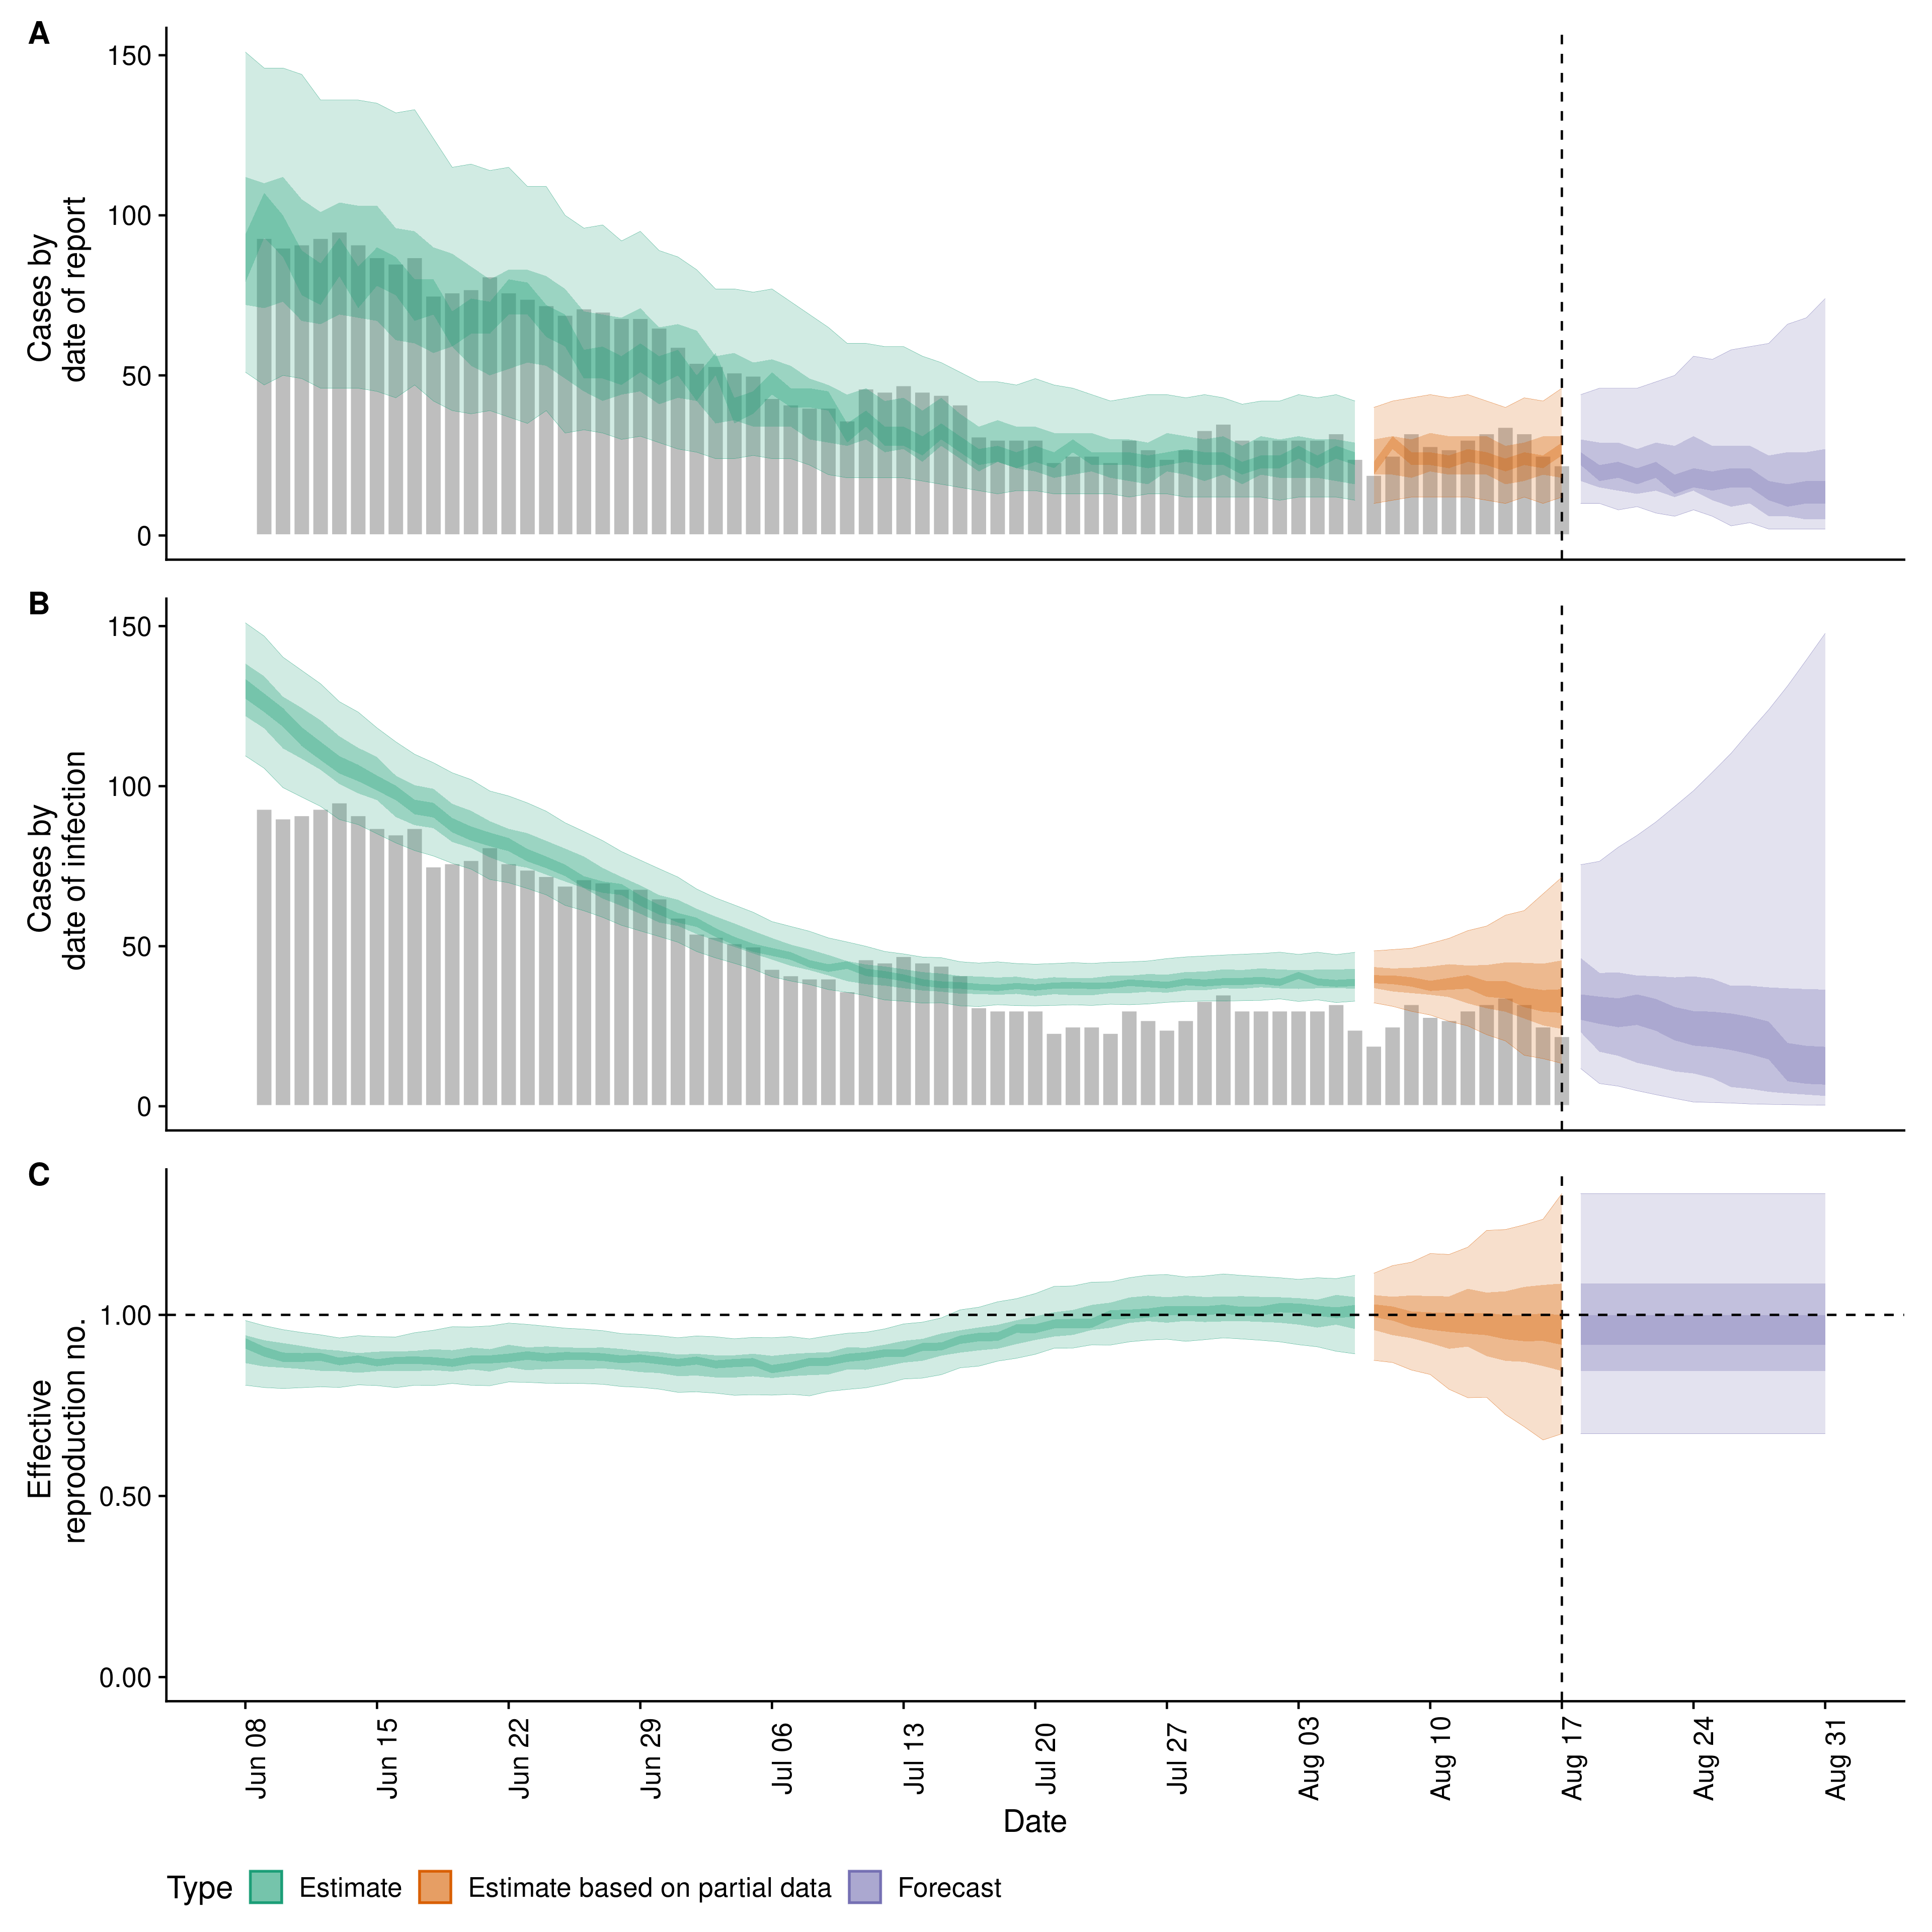 A
Cases by
date of report
150
100
50
0
B
Cases by
date of infection
150
100
50
0
C
Effective
reproduction no.
1.00
0.50
0.00
Jun 08
Jun 15
Jun 22
Jun 29
Jul 06
Jul 13
Jul 20
Jul 27
Aug 03
Aug 10
Aug 17
Aug 24
Aug 31
Date
Type Estimate Estimate based on partial data Forecast